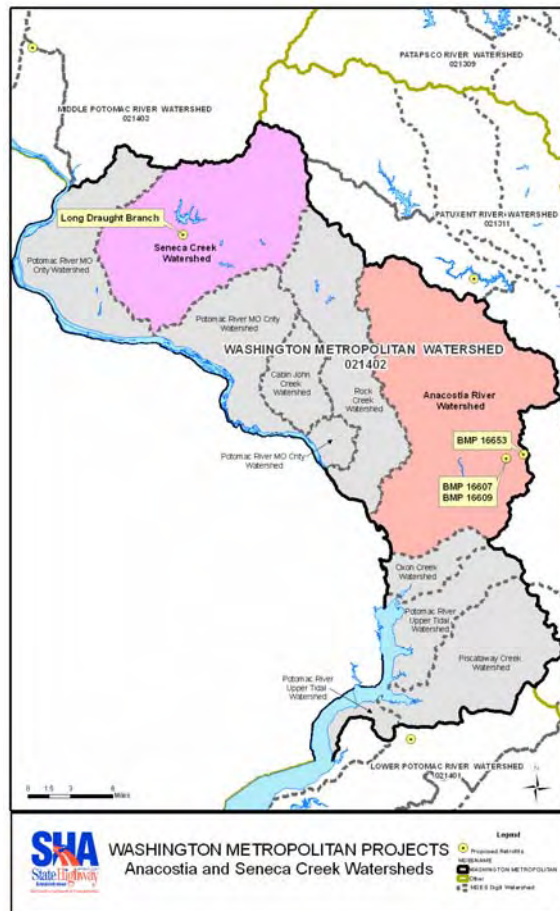 PATAPSCO RIVER WATERSHED
021309
MIDDLE POTOMAC RIVER WATERSHED
021403
PATUXENT RIVER WATERSHED
021311
Long Draught Branch
Seneca Creek
Watershed
Potomac River MO Cnty
Watershed
Potomac River MO Cnty
Watershed
WASHINGTON METROPOLITAN WATERSHED
021402
Cabin John
Creek
Watershed
Rock
Creek
Watershed
Anacostia River
Watershed
BMP 16653
Potomac River MO Cnty
Watershed
BMP 16607
BMP 16609
Oxon Creek
Watershed
Potomac River
Upper Tidal
Watershed
Piscataway Creek
Watershed
Potomac River
Upper Tidal
Watershed
LOWER POTOMAC RIVER WATERSHED
021401
Miles
SHA
State Highway
Administration
WASHINGTON METROPOLITAN PROJECTS
Anacostia and Seneca Creek Watersheds
Legend
Proposed Retrofits
WASHINGTON METROPOLITAN
Other